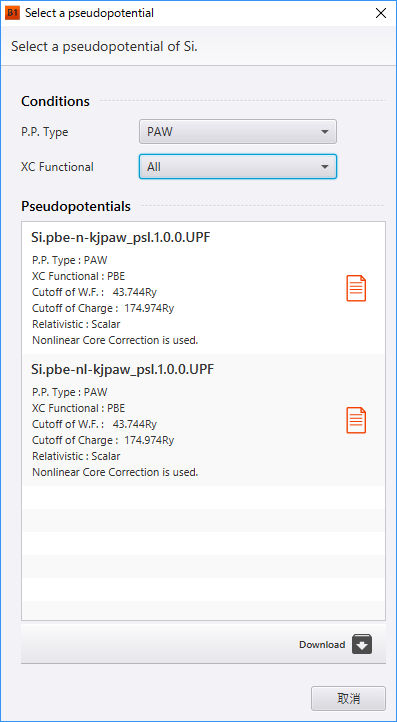 B1 Select a pseudopotential
Select a pseudopotential of Si.
Conditions
P.P. Type PAW
XC Functional All
Pseudopotentials
Si.pbe-n-kjpaw_psl.1.0.0.UPF
P.P. Type : PAW
XC Functional : PBE
Cutoff of W.F. : 43.744Ry
Cutoff of Charge : 174.974Ry
Relativistic : Scalar
Nonlinear Core Correction is used.
Si.pbe-nl-kjpaw_psl.1.0.0.UPF
P.P. Type : PAW
XC Functional : PBE
Cutoff of W.F. : 43.744Ry
Cutoff of Charge : 174.974Ry
Relativistic : Scalar
Nonlinear Core Correction is used.
Download
取消